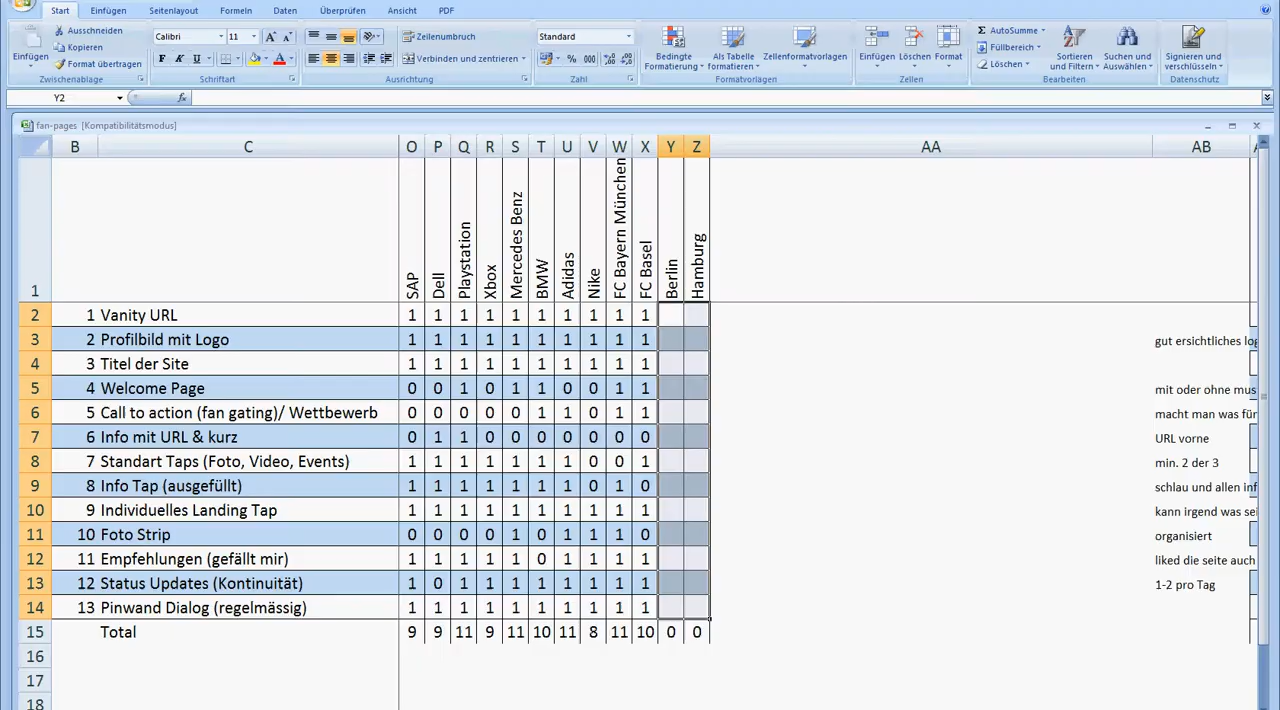 Start Einfügen Seitenlayout Formeln Daten Überprüfen Ansicht PDF
Einfügen
Ausschneiden
Kopieren
Format übertragen
Zwischenablage
Calibri 11
F K U
Schriftart
Zeilenumbruch
Verbinden und zentrieren
Ausrichtung
Standard
% 000
Zahl
Bedingte Formatierung
Als Tabelle formatieren
Zellenformatvorlagen
Formatvorlagen
Einfügen Löschen Format
Zellen
Σ AutoSumme
Füllbereich
Löschen
Sortieren und Filtern
Suchen und Auswählen
Bearbeiten
Signieren und verschlüsseln
Datenschutz
Y2 fx
fan-pages [Kompatibilitätsmodus]
B C O P Q R S T U V W X Y Z AA AB
1 SAP Dell Playstation Xbox Mercedes Benz BMW Adidas Nike FC Bayern München FC Basel Berlin Hamburg
2 1 Vanity URL 1 1 1 1 1 1 1 1 1 1
3 2 Profilbild mit Logo 1 1 1 1 1 1 1 1 1 1 gut ersichtliches log
4 3 Titel der Site 1 1 1 1 1 1 1 1 1 1
5 4 Welcome Page 0 0 1 0 1 1 0 0 1 1 mit oder ohne mus
6 5 Call to action (fan gating)/ Wettbewerb 0 0 0 0 0 1 1 0 1 1 macht man was für
7 6 Info mit URL & kurz 0 1 1 0 0 0 0 0 0 0 URL vorne
8 7 Standart Taps (Foto, Video, Events) 1 1 1 1 1 1 1 0 0 1 min. 2 der 3
9 8 Info Tap (ausgefüllt) 1 1 1 1 1 1 1 0 1 0 schlau und allen inf
10 9 Individuelles Landing Tap 1 1 1 1 1 1 1 1 1 1 kann irgend was sei
11 10 Foto Strip 0 0 0 0 1 0 1 1 1 0 organisiert
12 11 Empfehlungen (gefällt mir) 1 1 1 1 1 0 1 1 1 1 liked die seite auch
13 12 Status Updates (Kontinuität) 1 0 1 1 1 1 1 1 1 1 1-2 pro Tag
14 13 Pinwand Dialog (regelmässig) 1 1 1 1 1 1 1 1 1 1
15 Total 9 9 11 9 11 10 11 8 11 10 0 0
16
17
18